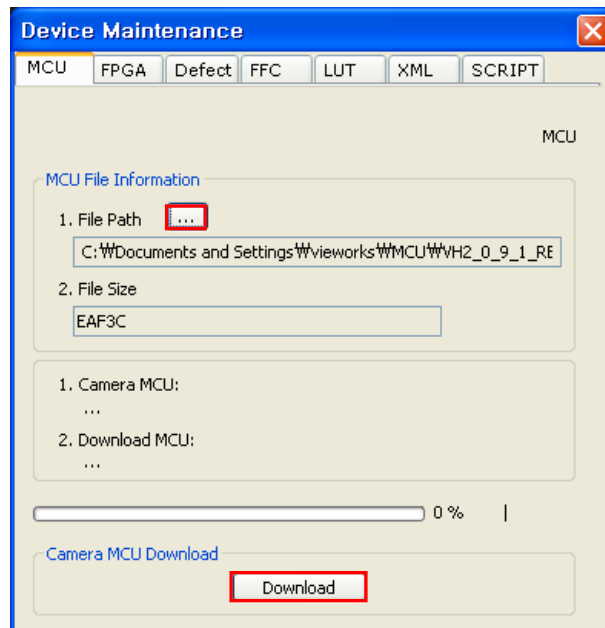 Device Maintenance
MCU FPGA Defect FFC LUT XML SCRIPT
MCU
MCU File Information
1. File Path ...
C:₩Documents and Settings₩vieworks₩MCU₩VH2_0_9_1_RE
2. File Size
EAF3C
1. Camera MCU:
...
2. Download MCU:
...
0 % |
Camera MCU Download
Download